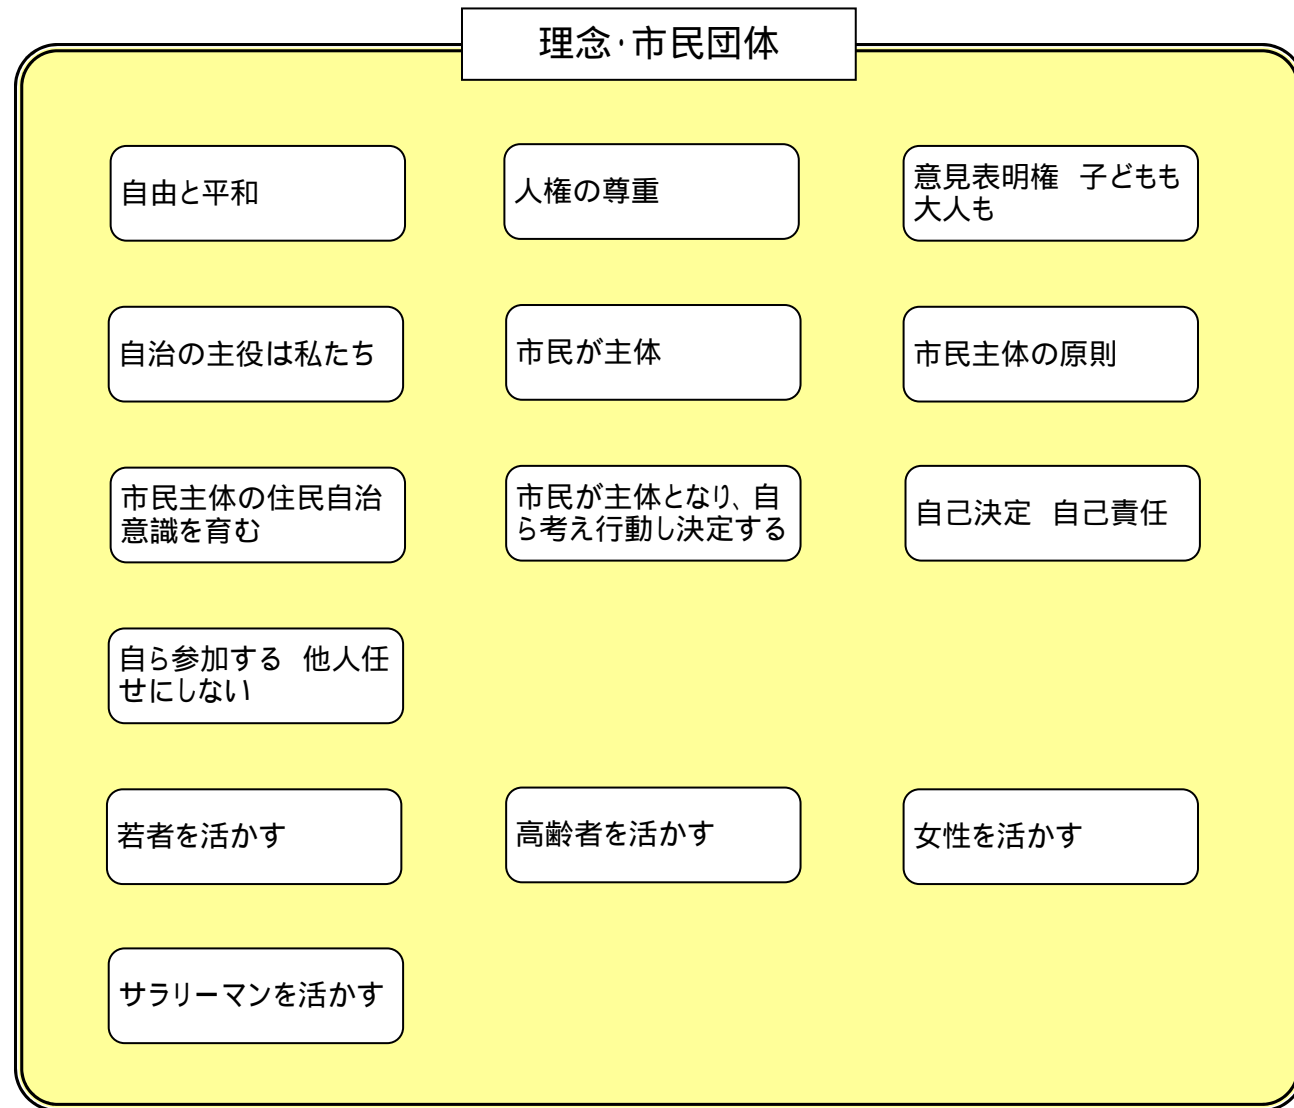 理念・市民団体
自由と平和
人権の尊重
意見表明権　子どもも
大人も
自治の主役は私たち
市民が主体
市民主体の原則
市民主体の住民自治
意識を育む
市民が主体となり、自
ら考え行動し決定する
自己決定　自己責任
自ら参加する　他人任
せにしない
若者を活かす
高齢者を活かす
女性を活かす
サラリーマンを活かす